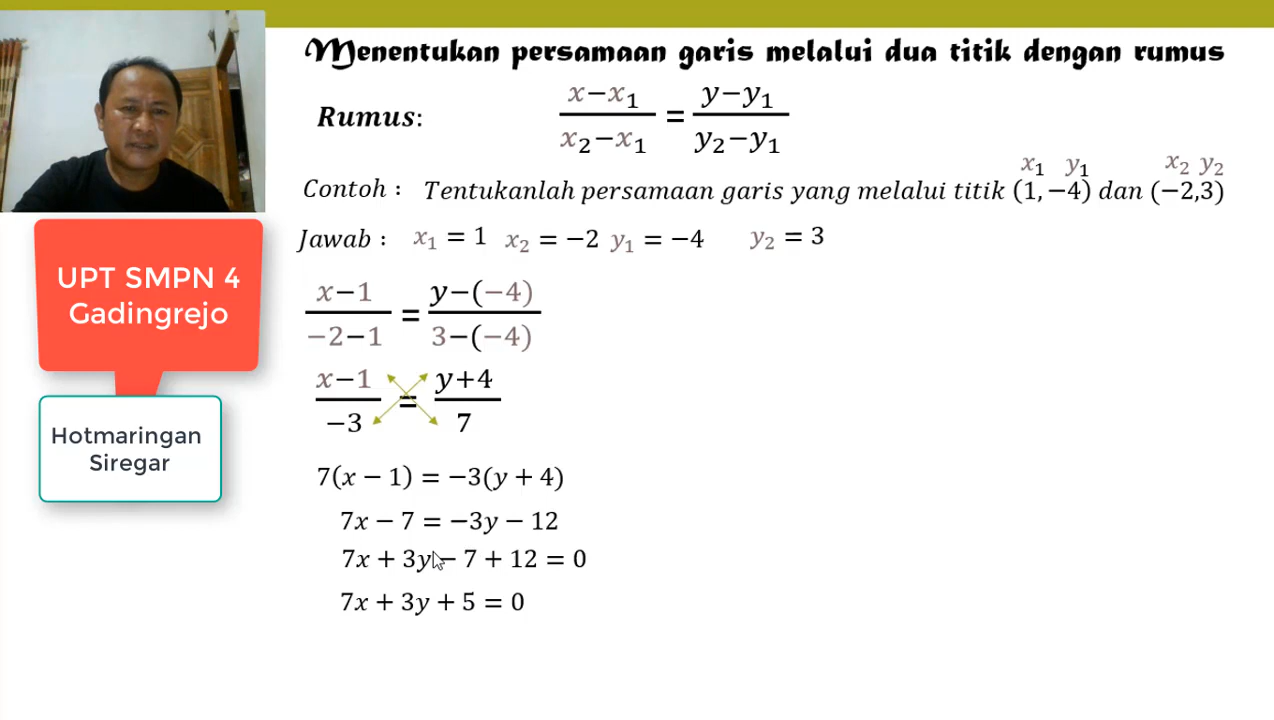 Menentukan persamaan garis melalui dua titik dengan rumus
Rumus: (x−x₁)/(x₂−x₁) = (y−y₁)/(y₂−y₁)
x₁ y₁ x₂ y₂
Contoh : Tentukanlah persamaan garis yang melalui titik (1,−4) dan (−2,3)
Jawab : x₁ = 1 x₂ = −2 y₁ = −4 y₂ = 3
(x−1)/(−2−1) = (y−(−4))/(3−(−4))
(x−1)/(−3) = (y+4)/7
7(x − 1) = −3(y + 4)
7x − 7 = −3y − 12
7x + 3y − 7 + 12 = 0
7x + 3y + 5 = 0
UPT SMPN 4
Gadingrejo
Hotmaringan
Siregar